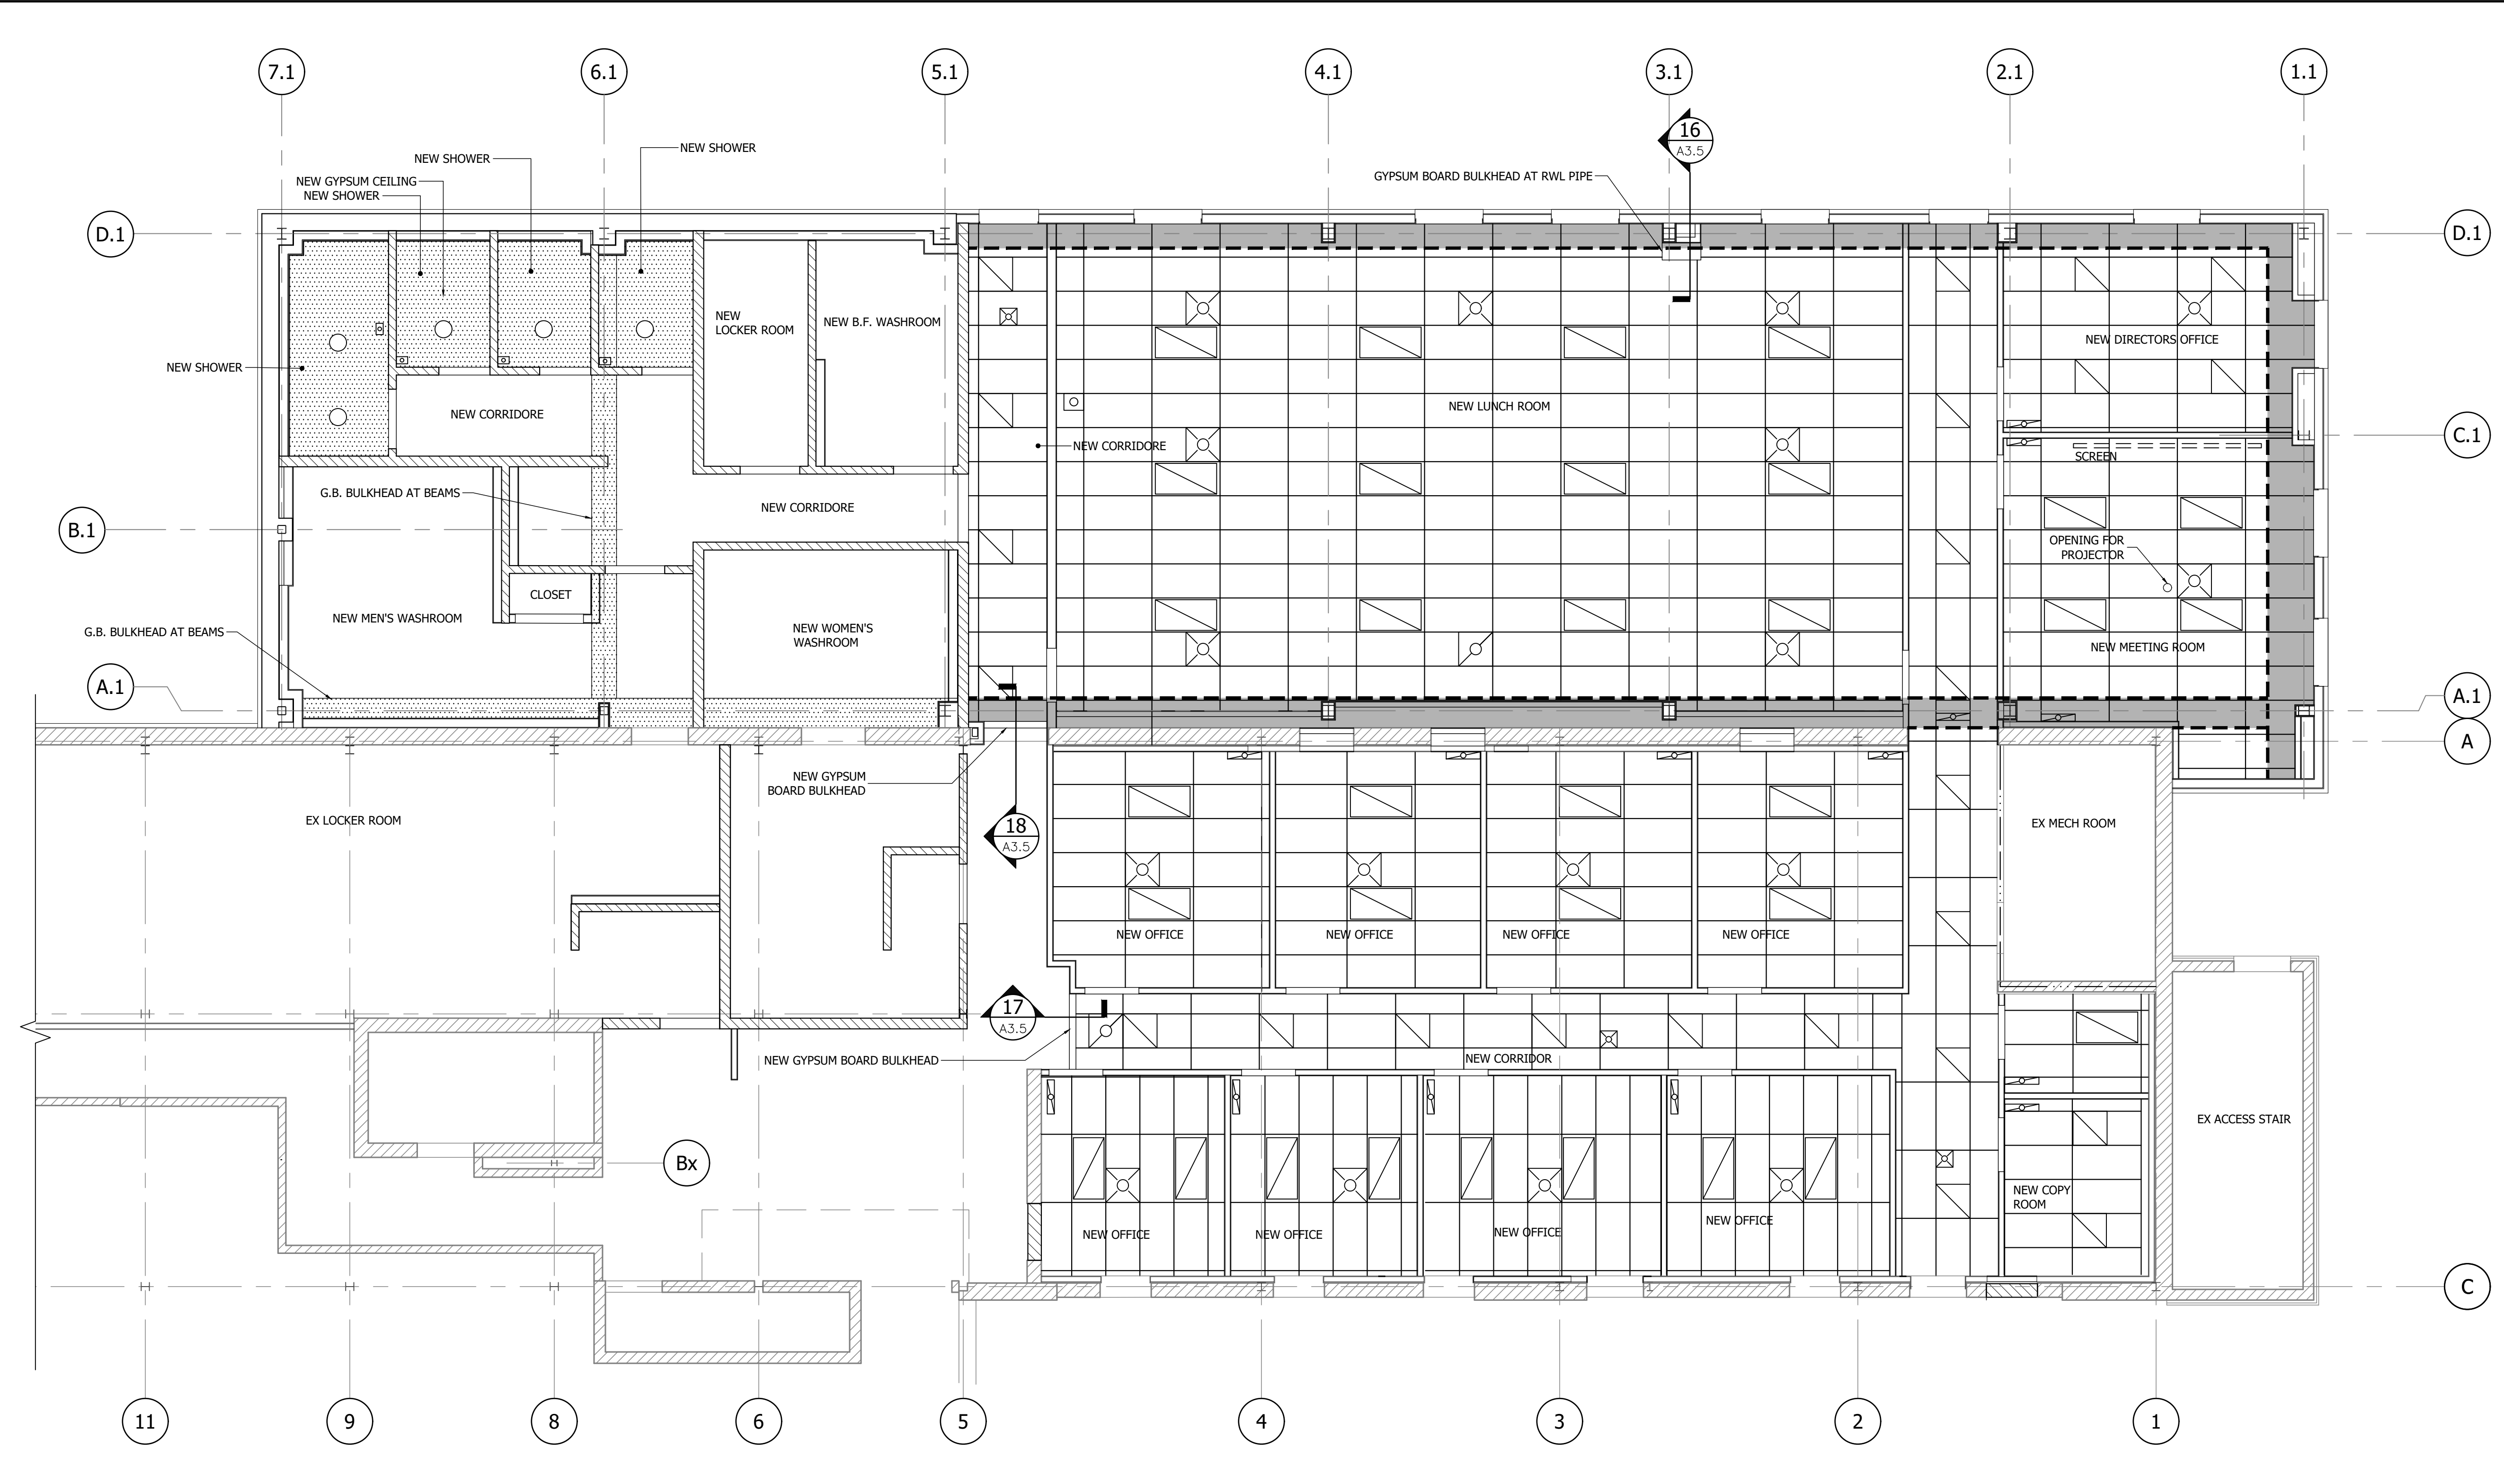 7.1
6.1
5.1
4.1
3.1
2.1
1.1
16
A3.5
NEW SHOWER
NEW SHOWER
NEW GYPSUM CEILING
NEW SHOWER
GYPSUM BOARD BULKHEAD AT RWL PIPE
D.1
D.1
NEW
LOCKER ROOM
NEW B.F. WASHROOM
NEW DIRECTORS OFFICE
NEW SHOWER
NEW CORRIDORE
NEW LUNCH ROOM
NEW CORRIDORE
C.1
SCREEN
G.B. BULKHEAD AT BEAMS
NEW CORRIDORE
B.1
OPENING FOR
PROJECTOR
CLOSET
NEW MEN'S WASHROOM
NEW WOMEN'S
WASHROOM
G.B. BULKHEAD AT BEAMS
NEW MEETING ROOM
A.1
A.1
A
NEW GYPSUM
BOARD BULKHEAD
EX LOCKER ROOM
18
A3.5
EX MECH ROOM
NEW OFFICE
NEW OFFICE
NEW OFFICE
NEW OFFICE
17
A3.5
NEW GYPSUM BOARD BULKHEAD
NEW CORRIDOR
EX ACCESS STAIR
Bx
NEW COPY
ROOM
NEW OFFICE
NEW OFFICE
NEW OFFICE
NEW OFFICE
C
11
9
8
6
5
4
3
2
1